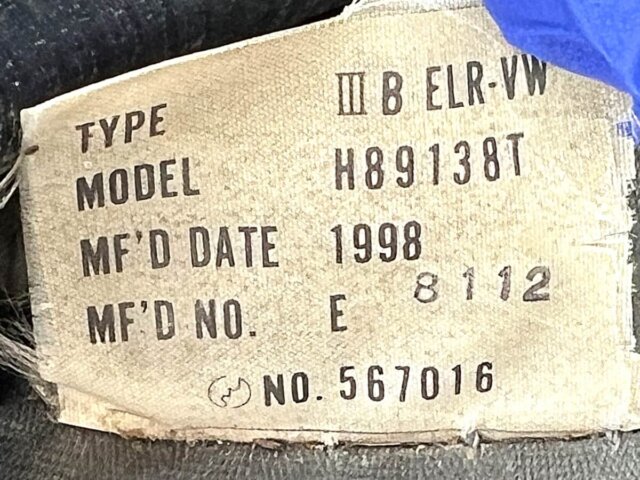 TYPE III B ELR-VW
MODEL H89138T
MF'D DATE 1998
MF'D NO. E 8112
NO. 567016